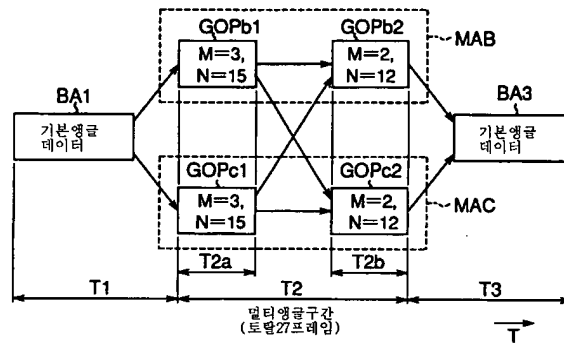 GOPb1
GOPb2
MAB
M=3,
N=15
M=2,
N=12
BA1
BA3
기본앵글
데이터
기본앵글
데이터
GOPc1
GOPc2
M=3,
N=15
M=2,
N=12
MAC
T2a
T2b
T1
T2
T3
멀티앵글구간
(토탈27프레임)
T